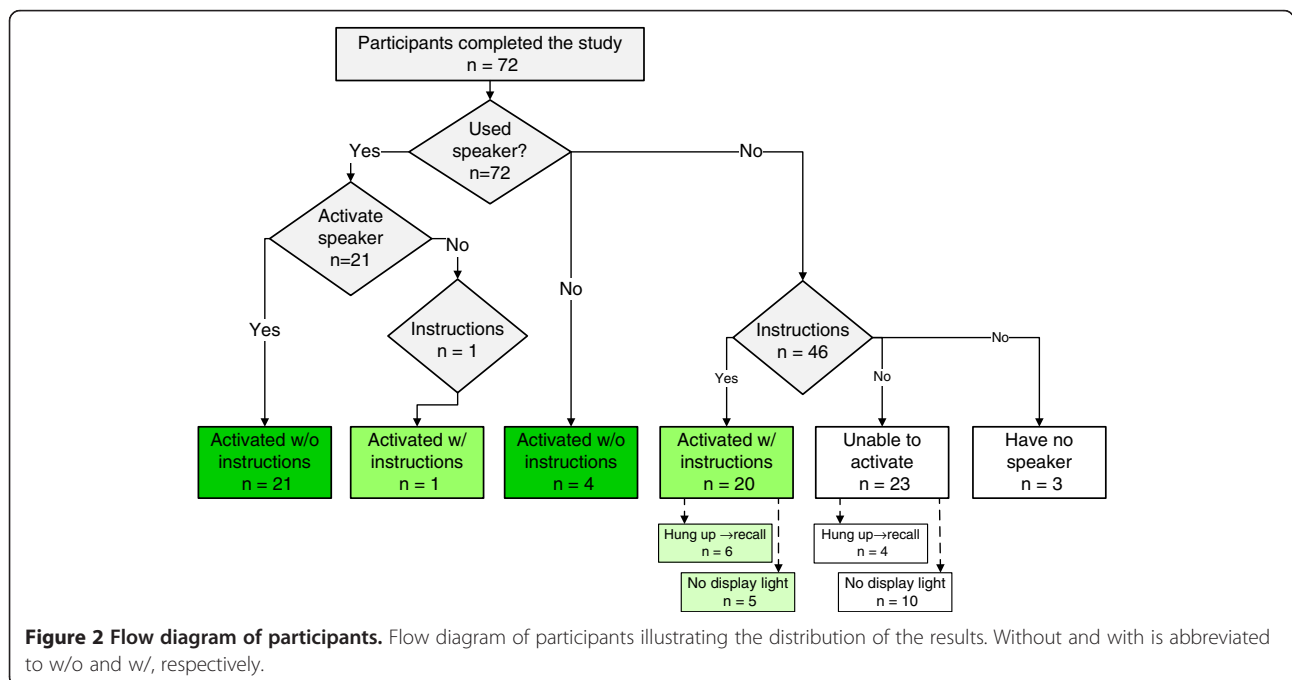 Participants completed the study
n = 72
Used
speaker?
n=72
Yes
No
Activate
speaker
n=21
No
Yes
No
Instructions
n = 1
Instructions
n = 46
Yes
No
No
Activated w/o
instructions
n = 21
Activated w/
instructions
n = 1
Activated w/o
instructions
n = 4
Activated w/
instructions
n = 20
Unable to
activate
n = 23
Have no
speaker
n = 3
Hung up →recall
n = 6
No display light
n = 5
Hung up→recall
n = 4
No display light
n = 10
Figure 2 Flow diagram of participants. Flow diagram of participants illustrating the distribution of the results. Without and with is abbreviated
to w/o and w/, respectively.